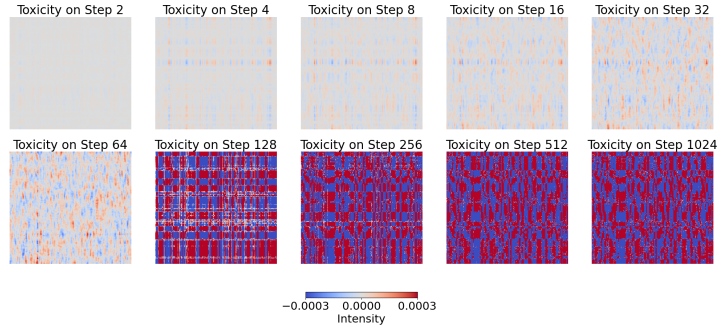 Toxicity on Step 2
Toxicity on Step 4
Toxicity on Step 8
Toxicity on Step 16
Toxicity on Step 32
Toxicity on Step 64
Toxicity on Step 128
Toxicity on Step 256
Toxicity on Step 512
Toxicity on Step 1024
−0.0003 0.0000 0.0003
Intensity